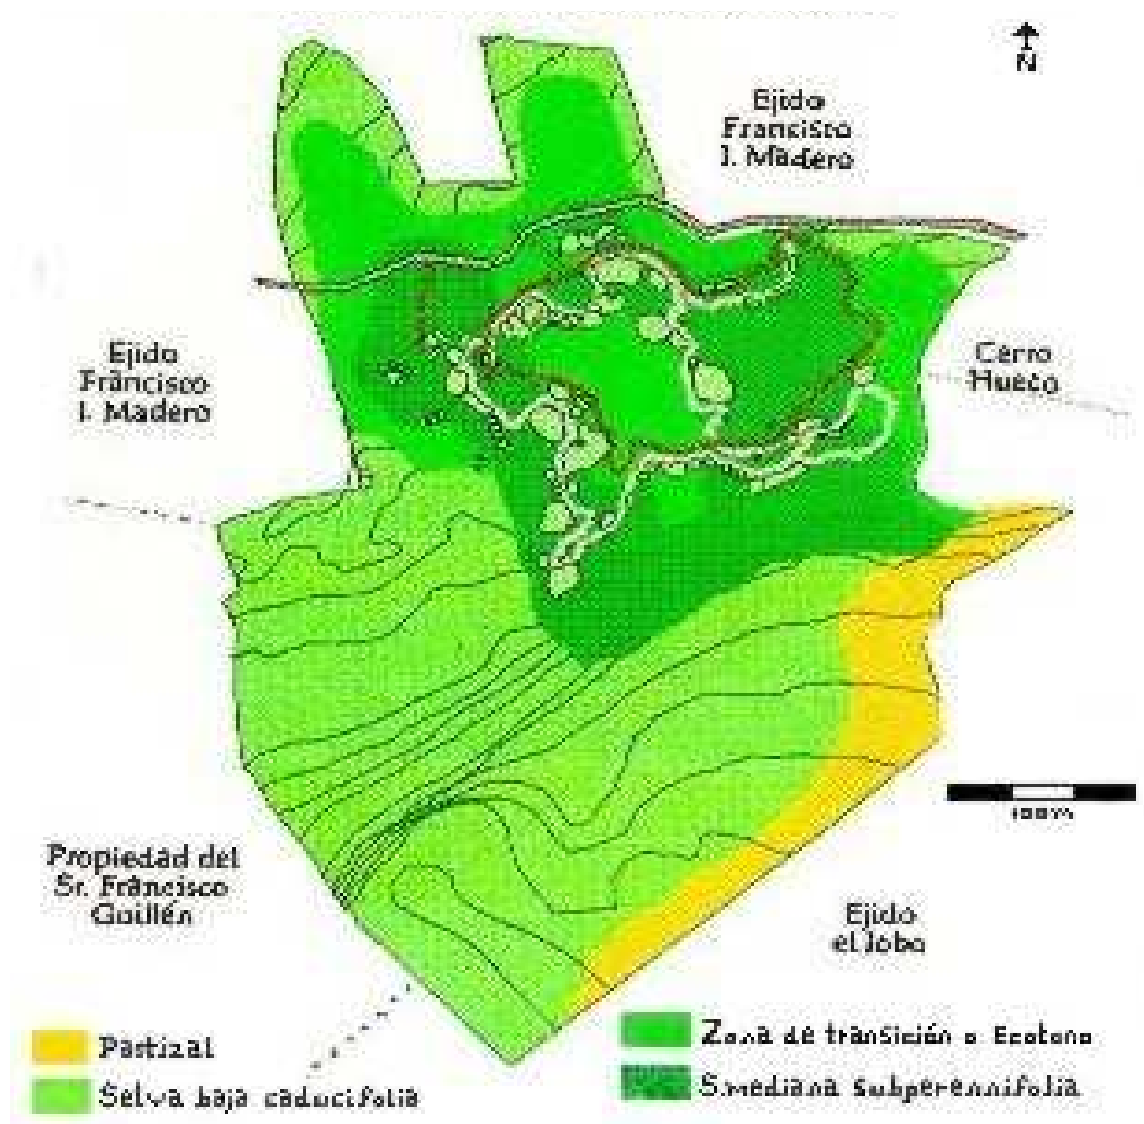 N
Ejido
Francisco
I. Madero
Ejido
Francisco
I. Madero
Cerro
Hueco
100 M
Propiedad del
Sr. Francisco
Guillén
Ejido
el Jobo
Pastizal
Selva baja caducifolia
Zona de transición o Ecotono
S.mediana subperennifolia